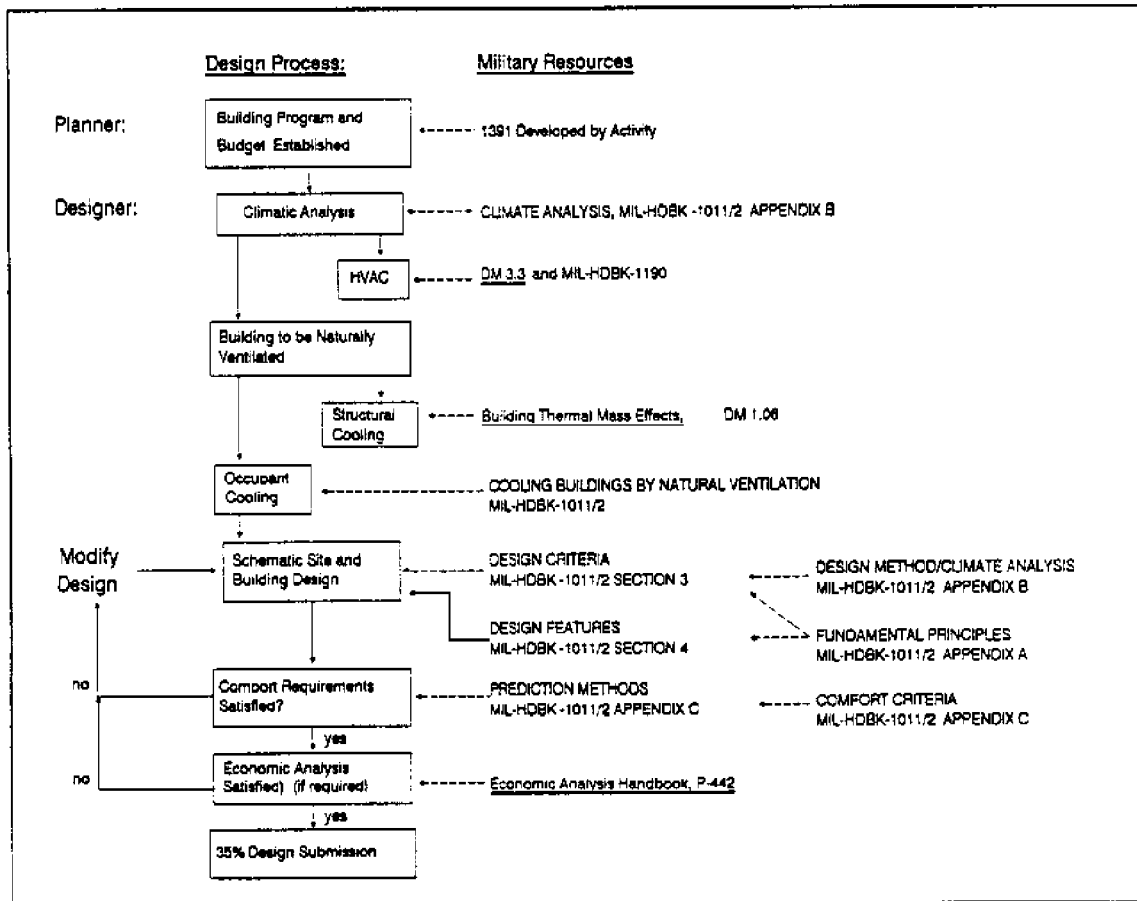 Design Process:
Military Resources
Planner:
Building Program and
Budget Established
1391 Developed by Activity
Designer:
Climatic Analysis
CLIMATE ANALYSIS, MIL-HDBK -1011/2 APPENDIX B
HVAC
DM 3.3 and MIL-HDBK-1190
Building to be Naturally
Ventilated
Structural
Cooling
Building Thermal Mass Effects, DM 1.06
Occupant
Cooling
COOLING BUILDINGS BY NATURAL VENTILATION
MIL-HDBK-1011/2
Modify
Design
Schematic Site and
Building Design
DESIGN CRITERIA
MIL-HDBK -1011/2 SECTION 3
DESIGN METHOD/CLIMATE ANALYSIS
MIL-HDBK-1011/2 APPENDIX B
DESIGN FEATURES
MIL-HDBK -1011/2 SECTION 4
FUNDAMENTAL PRINCIPLES
MIL-HDBK-1011/2 APPENDIX A
no
Comport Requirements
Satisfied?
PREDICTION METHODS
MIL-HDBK -1011/2 APPENDIX C
COMFORT CRITERIA
MIL-HDBK-1011/2 APPENDIX C
yes
no
Economic Analysis
Satisfied) (if required)
Economic Analysis Handbook, P-442
yes
35% Design Submission